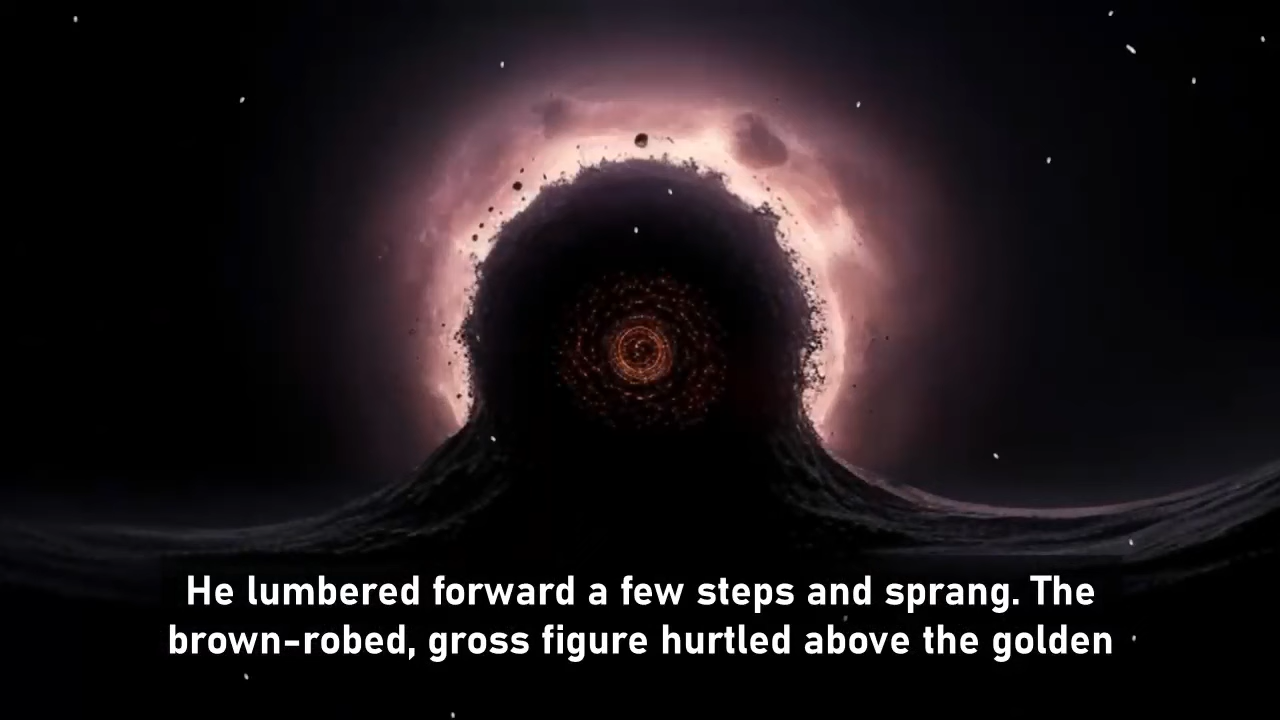 He lumbered forward a few steps and sprang. The
brown-robed, gross figure hurtled above the golden